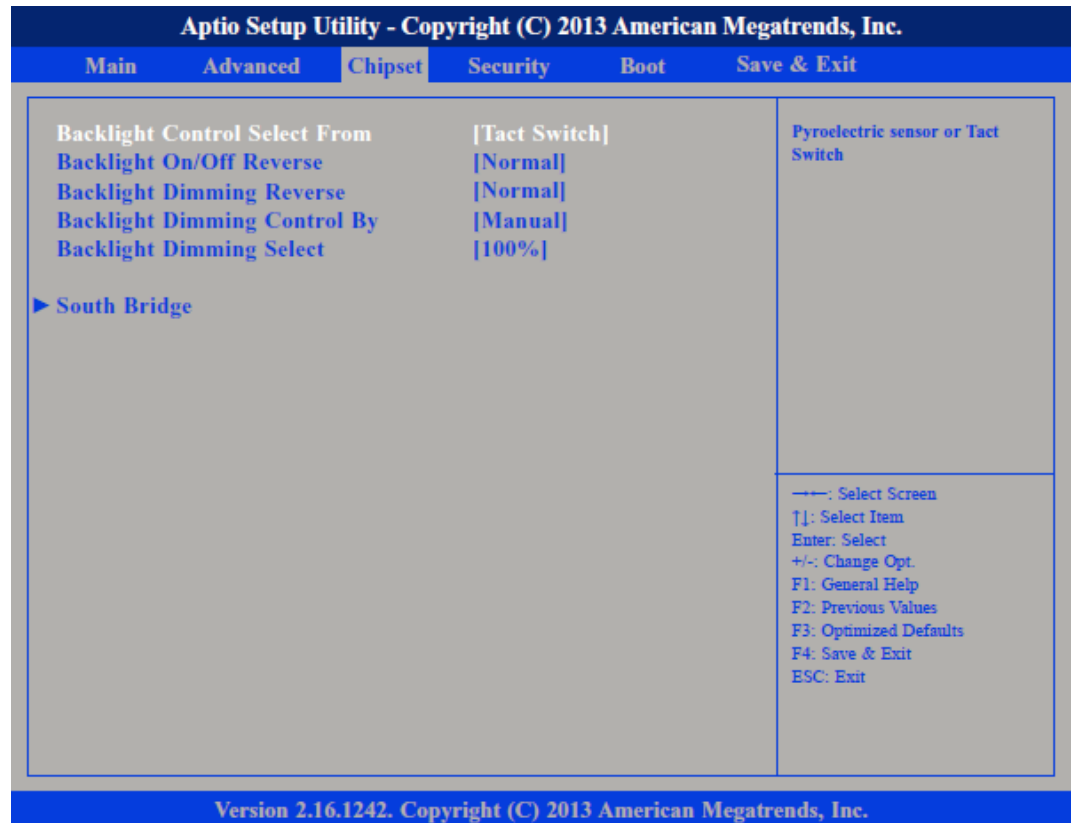 Aptio Setup Utility - Copyright (C) 2013 American Megatrends, Inc.
Main Advanced Chipset Security Boot Save & Exit
Backlight Control Select From [Tact Switch]
Backlight On/Off Reverse [Normal]
Backlight Dimming Reverse [Normal]
Backlight Dimming Control By [Manual]
Backlight Dimming Select [100%]
► South Bridge
Pyroelectric sensor or Tact
Switch
→←: Select Screen
↑↓: Select Item
Enter: Select
+/-: Change Opt.
F1: General Help
F2: Previous Values
F3: Optimized Defaults
F4: Save & Exit
ESC: Exit
Version 2.16.1242. Copyright (C) 2013 American Megatrends, Inc.